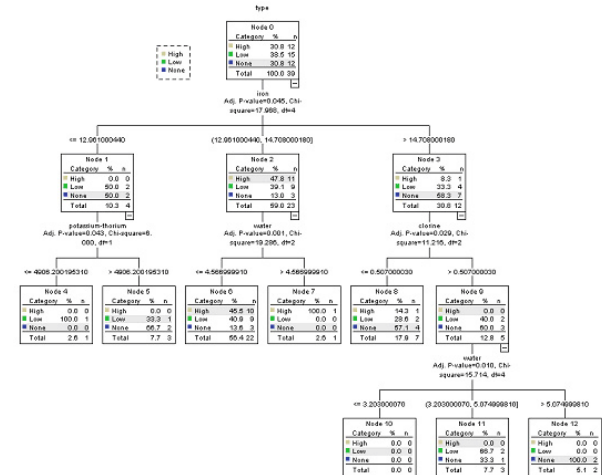 type
Node 0
Category % n
High 30.8 12
Low 38.5 15
None 30.8 12
Total 100.0 39
High
Low
None
iron
Adj. P-value=0.045, Chi-
square=17.968, df=4
<= 12.961000440
(12.961000440, 14.708000180]
> 14.708000180
Node 1
Category % n
High 0.0 0
Low 50.0 2
None 50.0 2
Total 10.3 4
Node 2
Category % n
High 47.8 11
Low 39.1 9
None 13.0 3
Total 59.0 23
Node 3
Category % n
High 8.3 1
Low 33.3 4
None 58.3 7
Total 30.8 12
potassium-thorium
Adj. P-value=0.043, Chi-square=6.
000, df=1
water
Adj. P-value=0.001, Chi-
square=19.286, df=2
clorine
Adj. P-value=0.029, Chi-
square=11.215, df=2
<= 4906.200195310
> 4906.200195310
<= 4.566999910
> 4.566999910
<= 0.507000030
> 0.507000030
Node 4
Category % n
High 0.0 0
Low 100.0 1
None 0.0 0
Total 2.6 1
Node 5
Category % n
High 0.0 0
Low 33.3 1
None 66.7 2
Total 7.7 3
Node 6
Category % n
High 45.5 10
Low 40.9 9
None 13.6 3
Total 56.4 22
Node 7
Category % n
High 100.0 1
Low 0.0 0
None 0.0 0
Total 2.6 1
Node 8
Category % n
High 14.3 1
Low 28.6 2
None 57.1 4
Total 17.9 7
Node 9
Category % n
High 0.0 0
Low 40.0 2
None 60.0 3
Total 12.8 5
water
Adj. P-value=0.010, Chi-
square=15.714, df=4
<= 3.203000070
(3.203000070, 5.074999810]
> 5.074999810
Node 10
Category % n
High 0.0 0
Low 0.0 0
None 0.0 0
Total 0.0 0
Node 11
Category % n
High 0.0 0
Low 66.7 2
None 33.3 1
Total 7.7 3
Node 12
Category % n
High 0.0 0
Low 0.0 0
None 100.0 2
Total 5.1 2